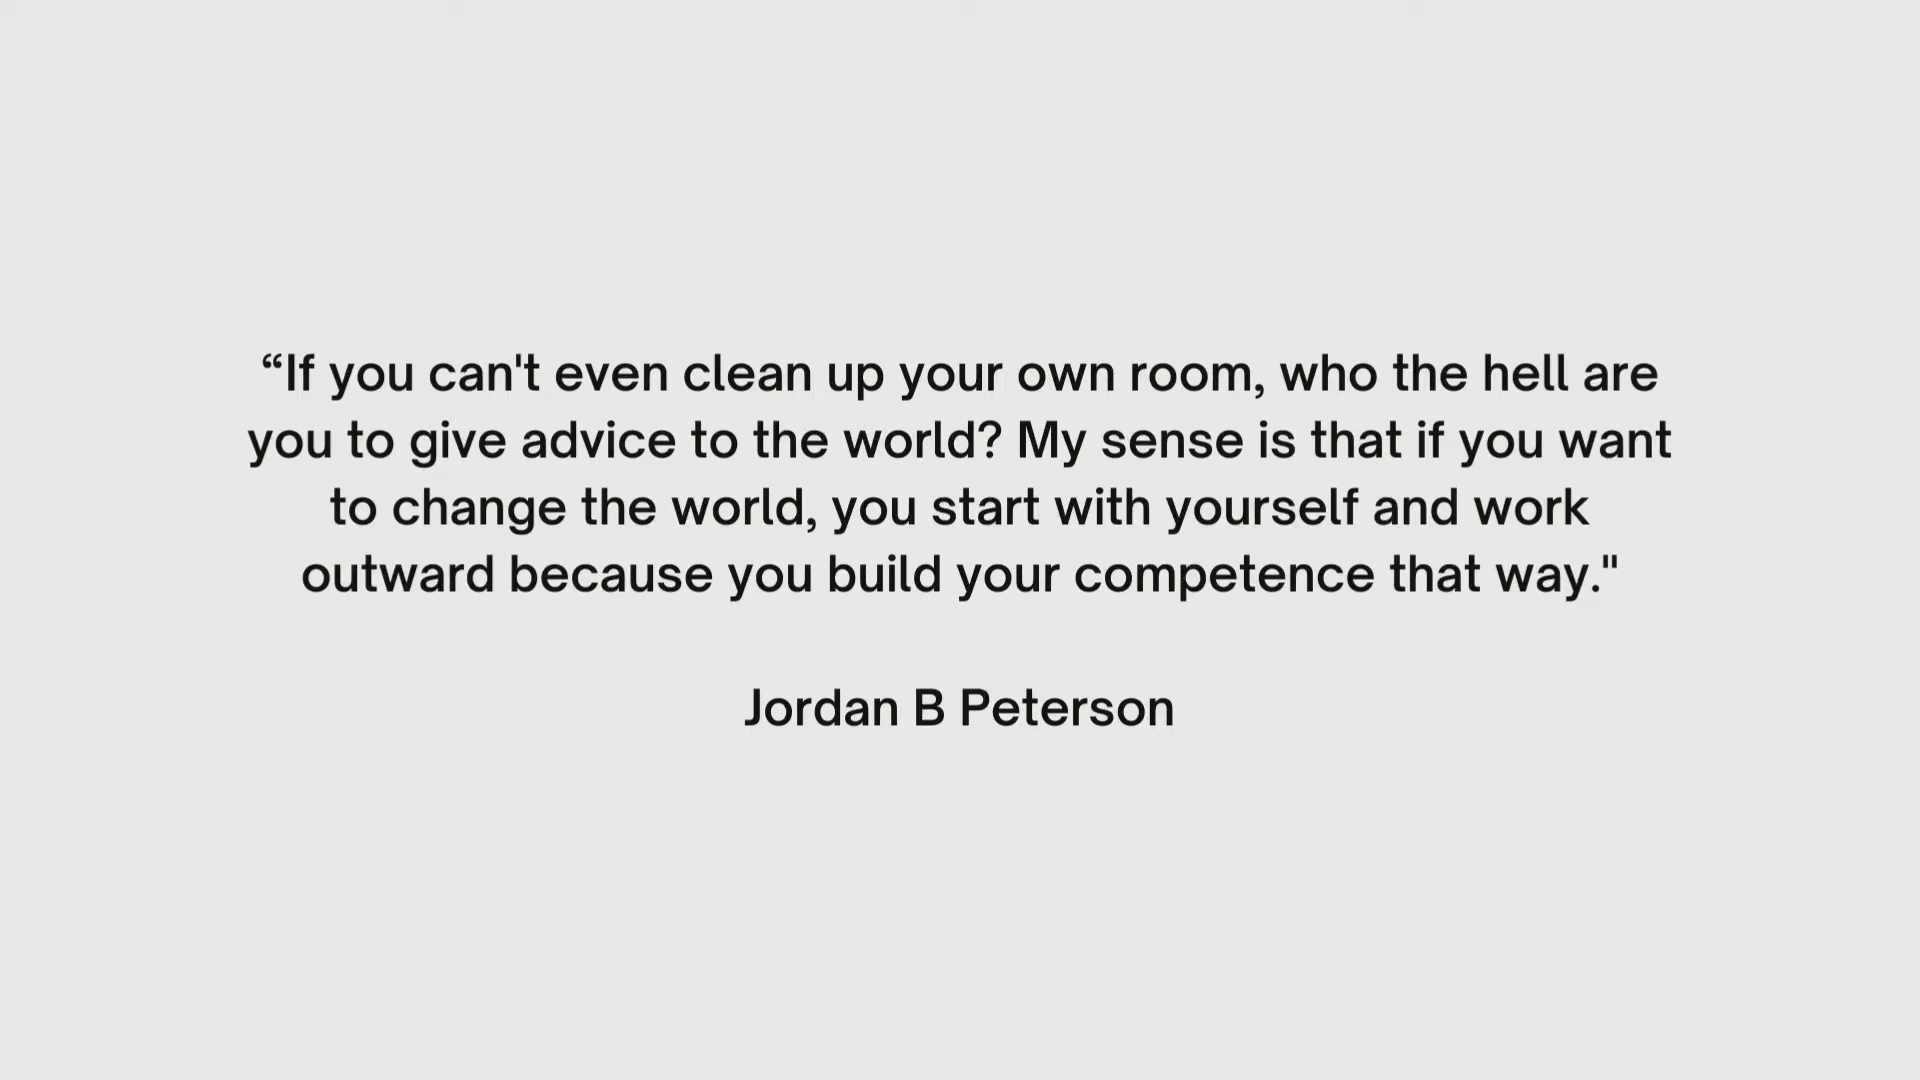 “If you can't even clean up your own room, who the hell are
you to give advice to the world? My sense is that if you want
to change the world, you start with yourself and work
outward because you build your competence that way."
Jordan B Peterson